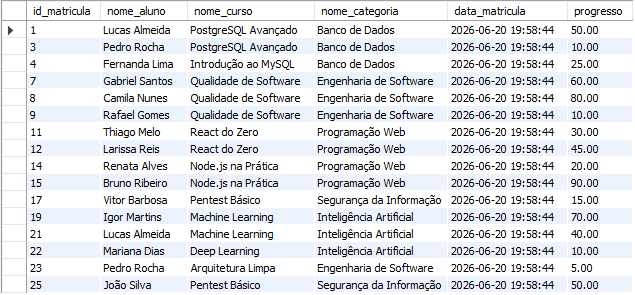 id_matricula nome_aluno nome_curso nome_categoria data_matricula progresso
1 Lucas Almeida PostgreSQL Avançado Banco de Dados 2026-06-20 19:58:44 50.00
3 Pedro Rocha PostgreSQL Avançado Banco de Dados 2026-06-20 19:58:44 10.00
4 Fernanda Lima Introdução ao MySQL Banco de Dados 2026-06-20 19:58:44 25.00
7 Gabriel Santos Qualidade de Software Engenharia de Software 2026-06-20 19:58:44 60.00
8 Camila Nunes Qualidade de Software Engenharia de Software 2026-06-20 19:58:44 80.00
9 Rafael Gomes Qualidade de Software Engenharia de Software 2026-06-20 19:58:44 10.00
11 Thiago Melo React do Zero Programação Web 2026-06-20 19:58:44 30.00
12 Larissa Reis React do Zero Programação Web 2026-06-20 19:58:44 45.00
14 Renata Alves Node.js na Prática Programação Web 2026-06-20 19:58:44 20.00
15 Bruno Ribeiro Node.js na Prática Programação Web 2026-06-20 19:58:44 90.00
17 Vitor Barbosa Pentest Básico Segurança da Informação 2026-06-20 19:58:44 15.00
19 Igor Martins Machine Learning Inteligência Artificial 2026-06-20 19:58:44 70.00
21 Lucas Almeida Machine Learning Inteligência Artificial 2026-06-20 19:58:44 40.00
22 Mariana Dias Deep Learning Inteligência Artificial 2026-06-20 19:58:44 10.00
23 Pedro Rocha Arquitetura Limpa Engenharia de Software 2026-06-20 19:58:44 5.00
25 João Silva Pentest Básico Segurança da Informação 2026-06-20 19:58:44 50.00